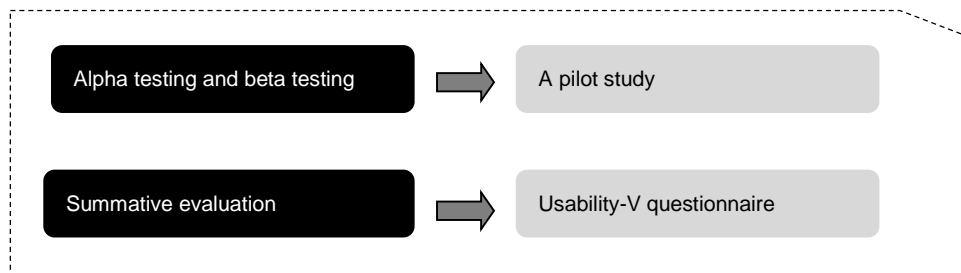 Alpha testing and beta testing
A pilot study
Summative evaluation
Usability-V questionnaire